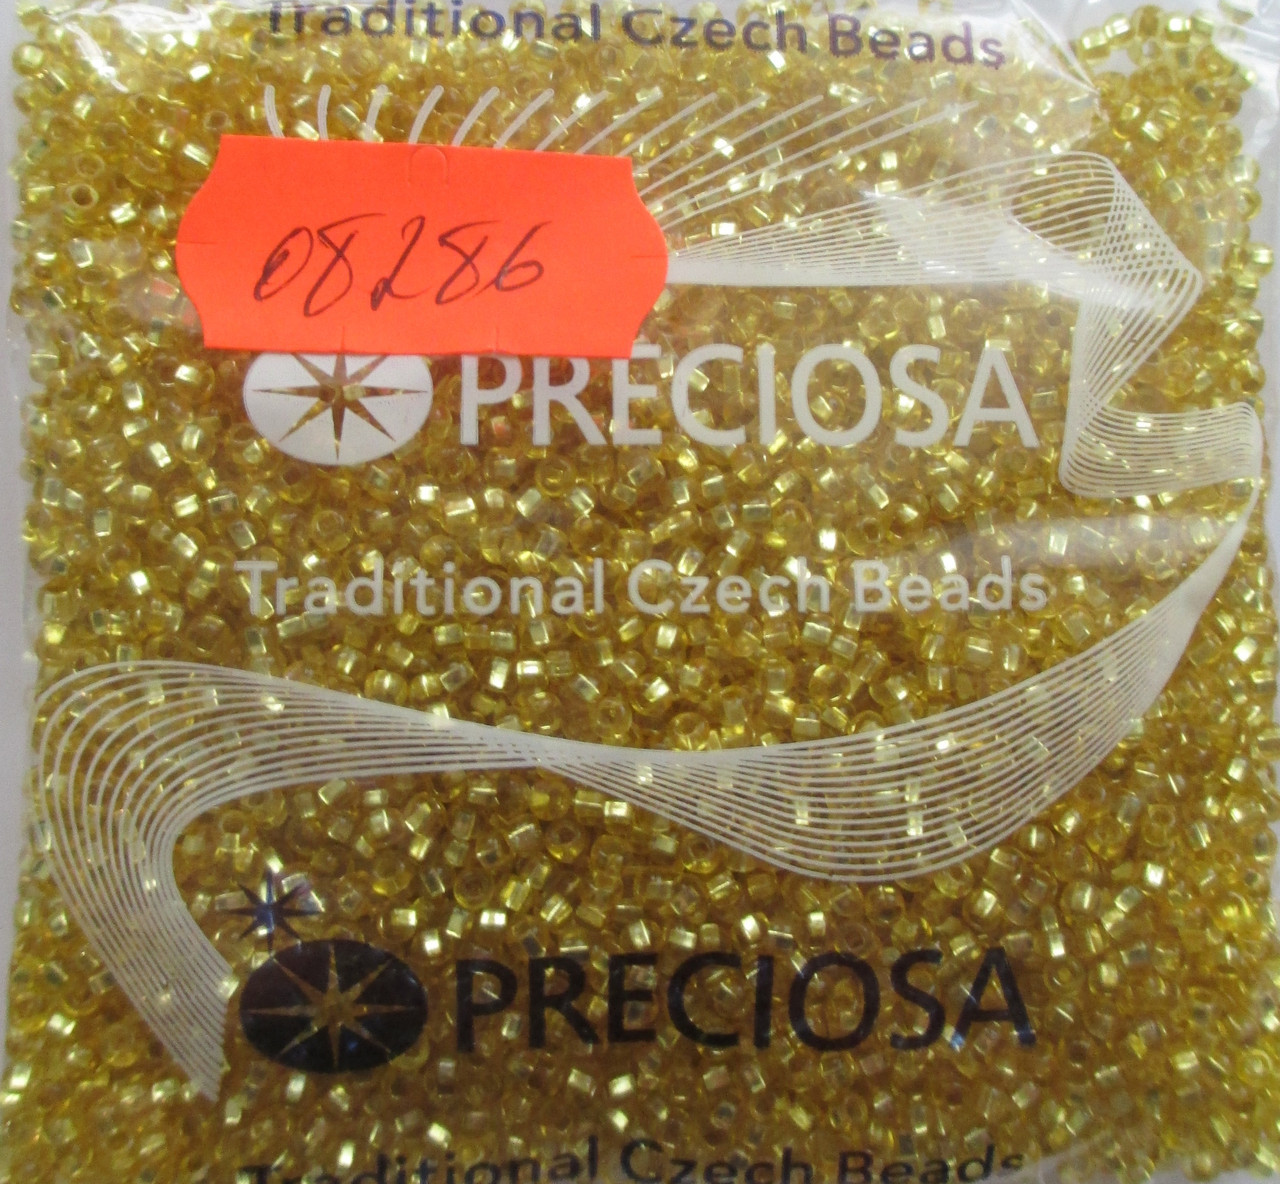 Traditional Czech Beads
08286
PRECIOSA
Traditional Czech Beads
PRECIOSA
Traditional Czech Beads